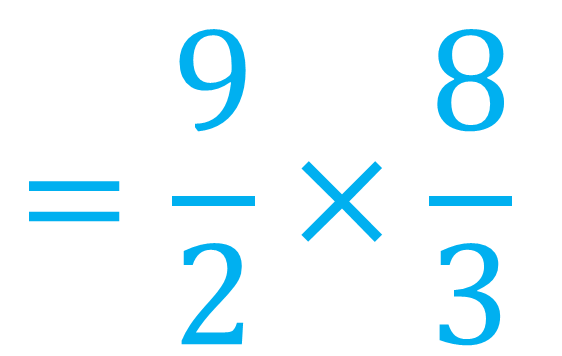 = 9/2 × 8/3